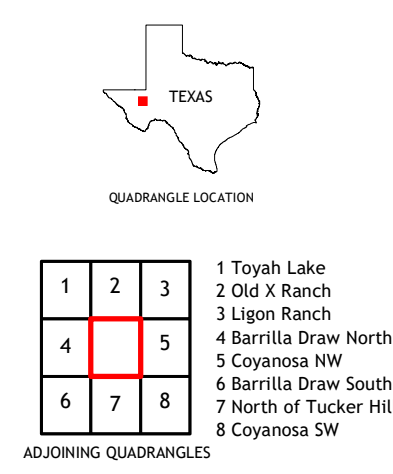 TEXAS
QUADRANGLE LOCATION
1 2 3
4 5
6 7 8
1 Toyah Lake
2 Old X Ranch
3 Ligon Ranch
4 Barrilla Draw North
5 Coyanosa NW
6 Barrilla Draw South
7 North of Tucker Hil
8 Coyanosa SW
ADJOINING QUADRANGLES